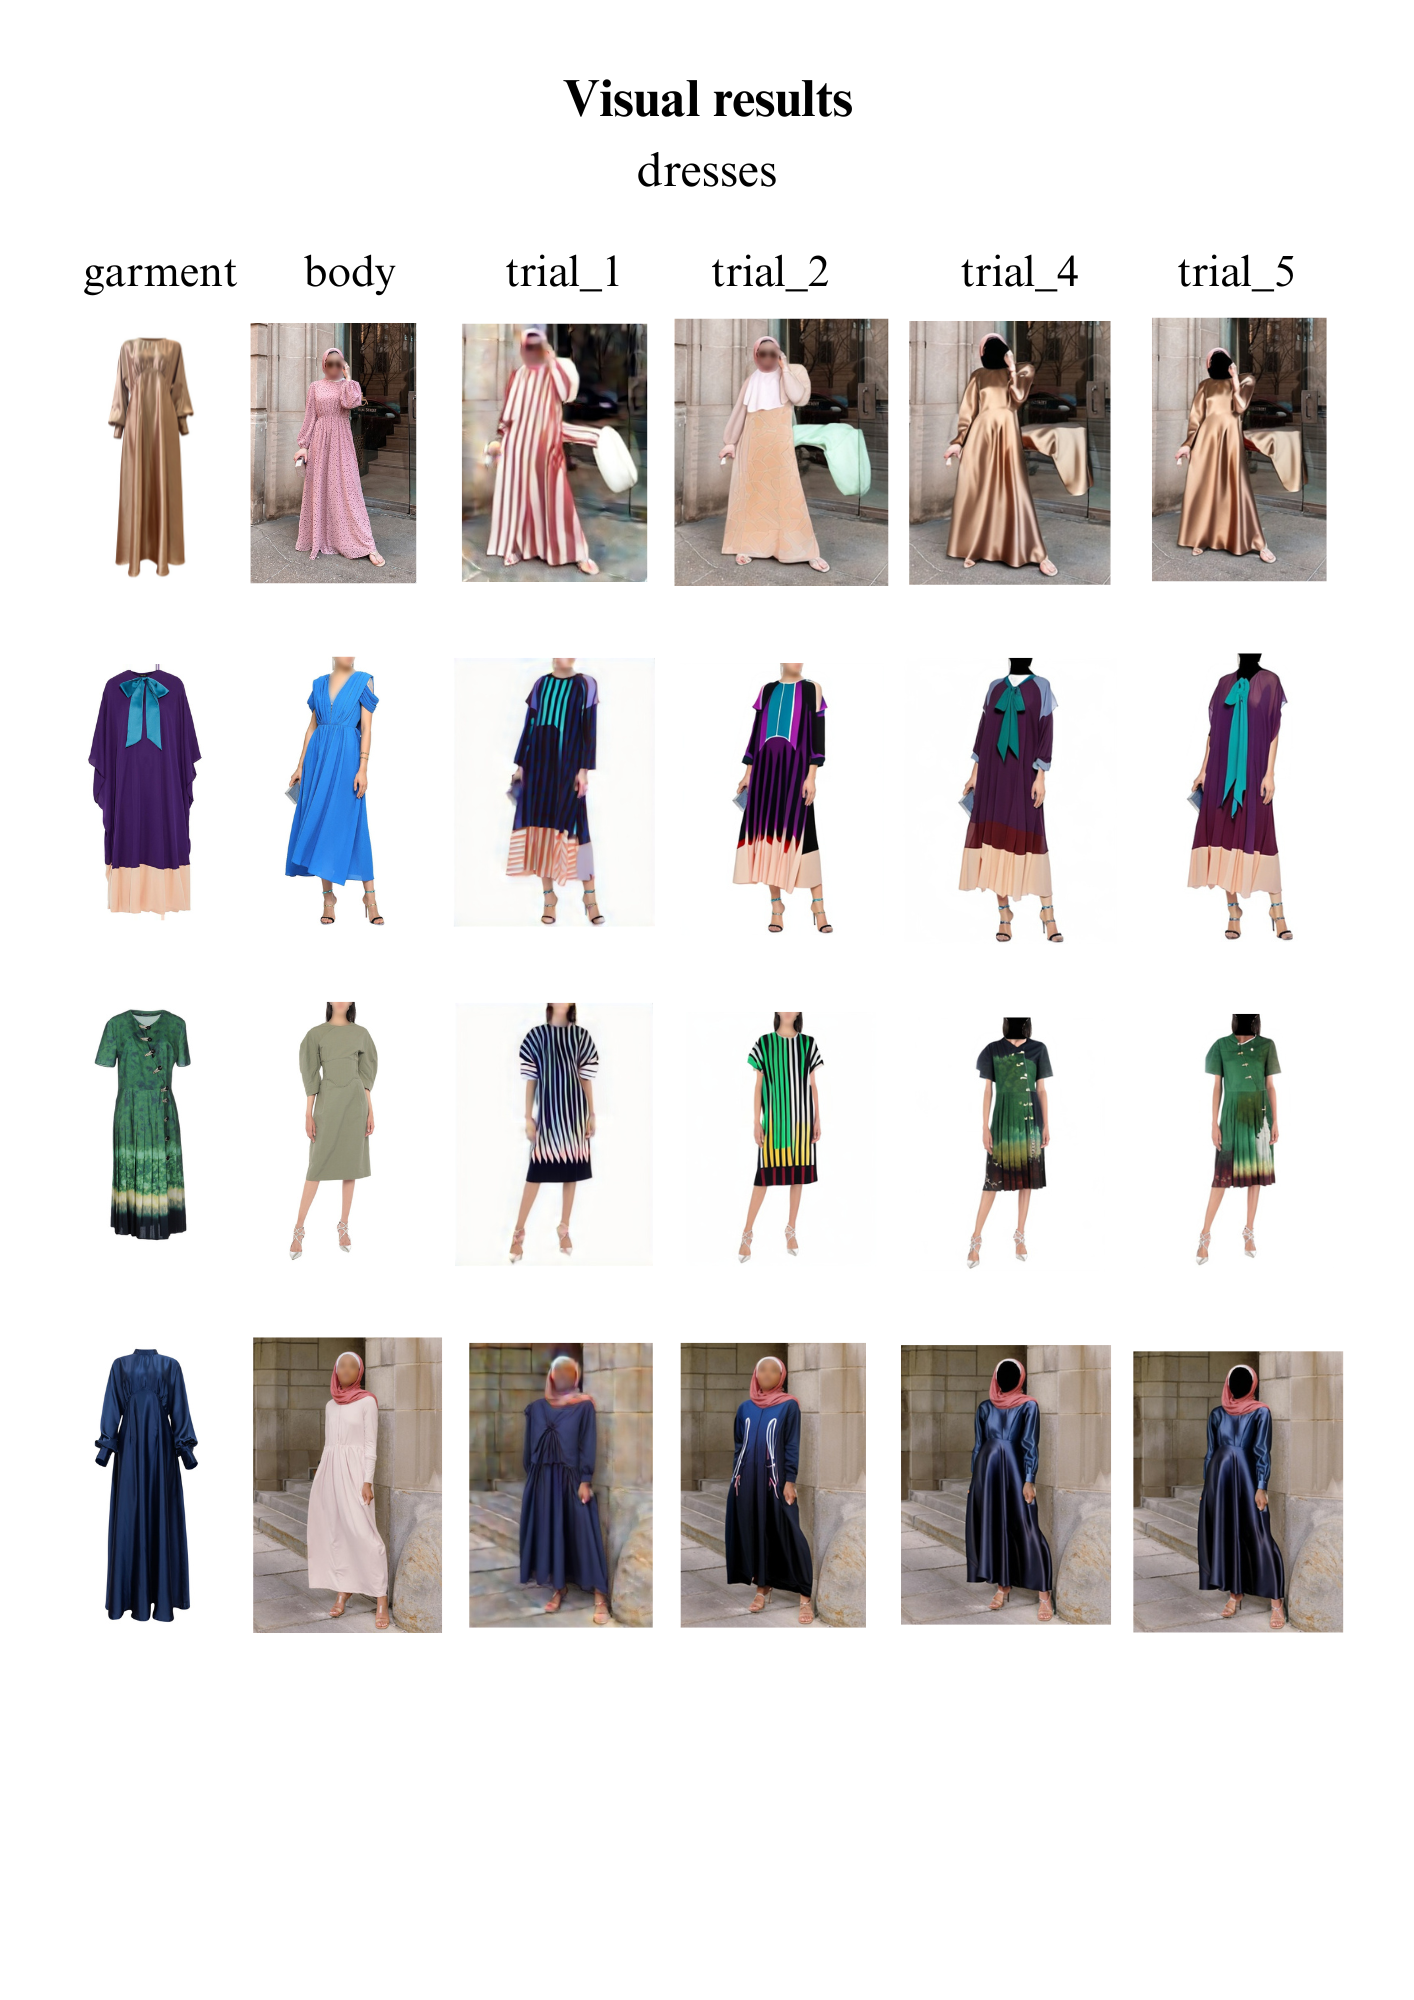 Visual results
dresses
garment body trial_1 trial_2 trial_4 trial_5